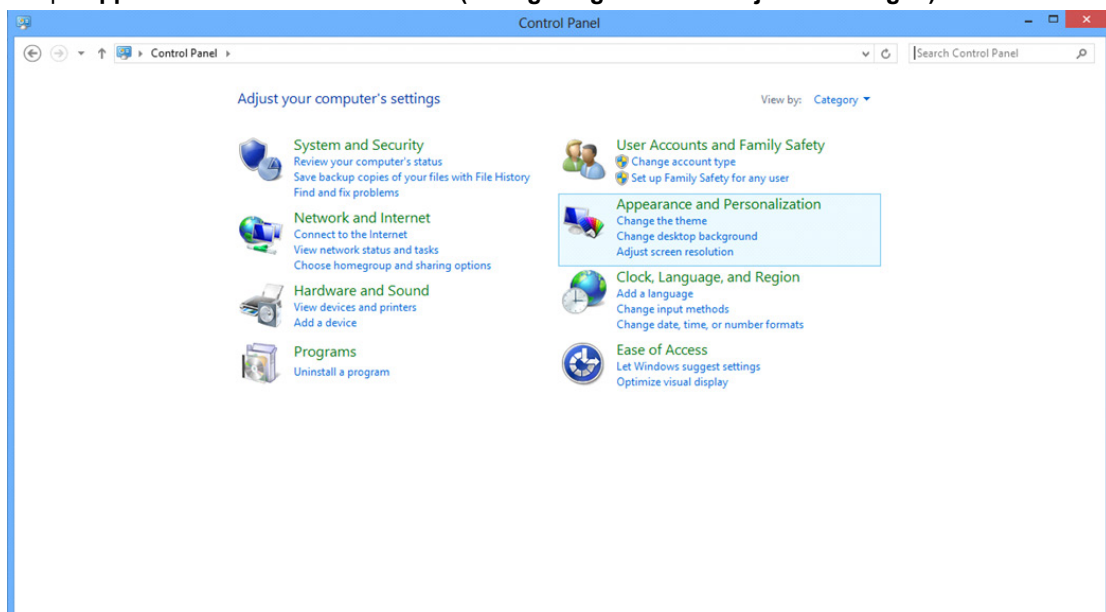 Control Panel
Control Panel
Search Control Panel
Adjust your computer's settings
View by: Category
System and Security
Review your computer's status
Save backup copies of your files with File History
Find and fix problems
Network and Internet
Connect to the Internet
View network status and tasks
Choose homegroup and sharing options
Hardware and Sound
View devices and printers
Add a device
Programs
Uninstall a program
User Accounts and Family Safety
Change account type
Set up Family Safety for any user
Appearance and Personalization
Change the theme
Change desktop background
Adjust screen resolution
Clock, Language, and Region
Add a language
Change input methods
Change date, time, or number formats
Ease of Access
Let Windows suggest settings
Optimize visual display